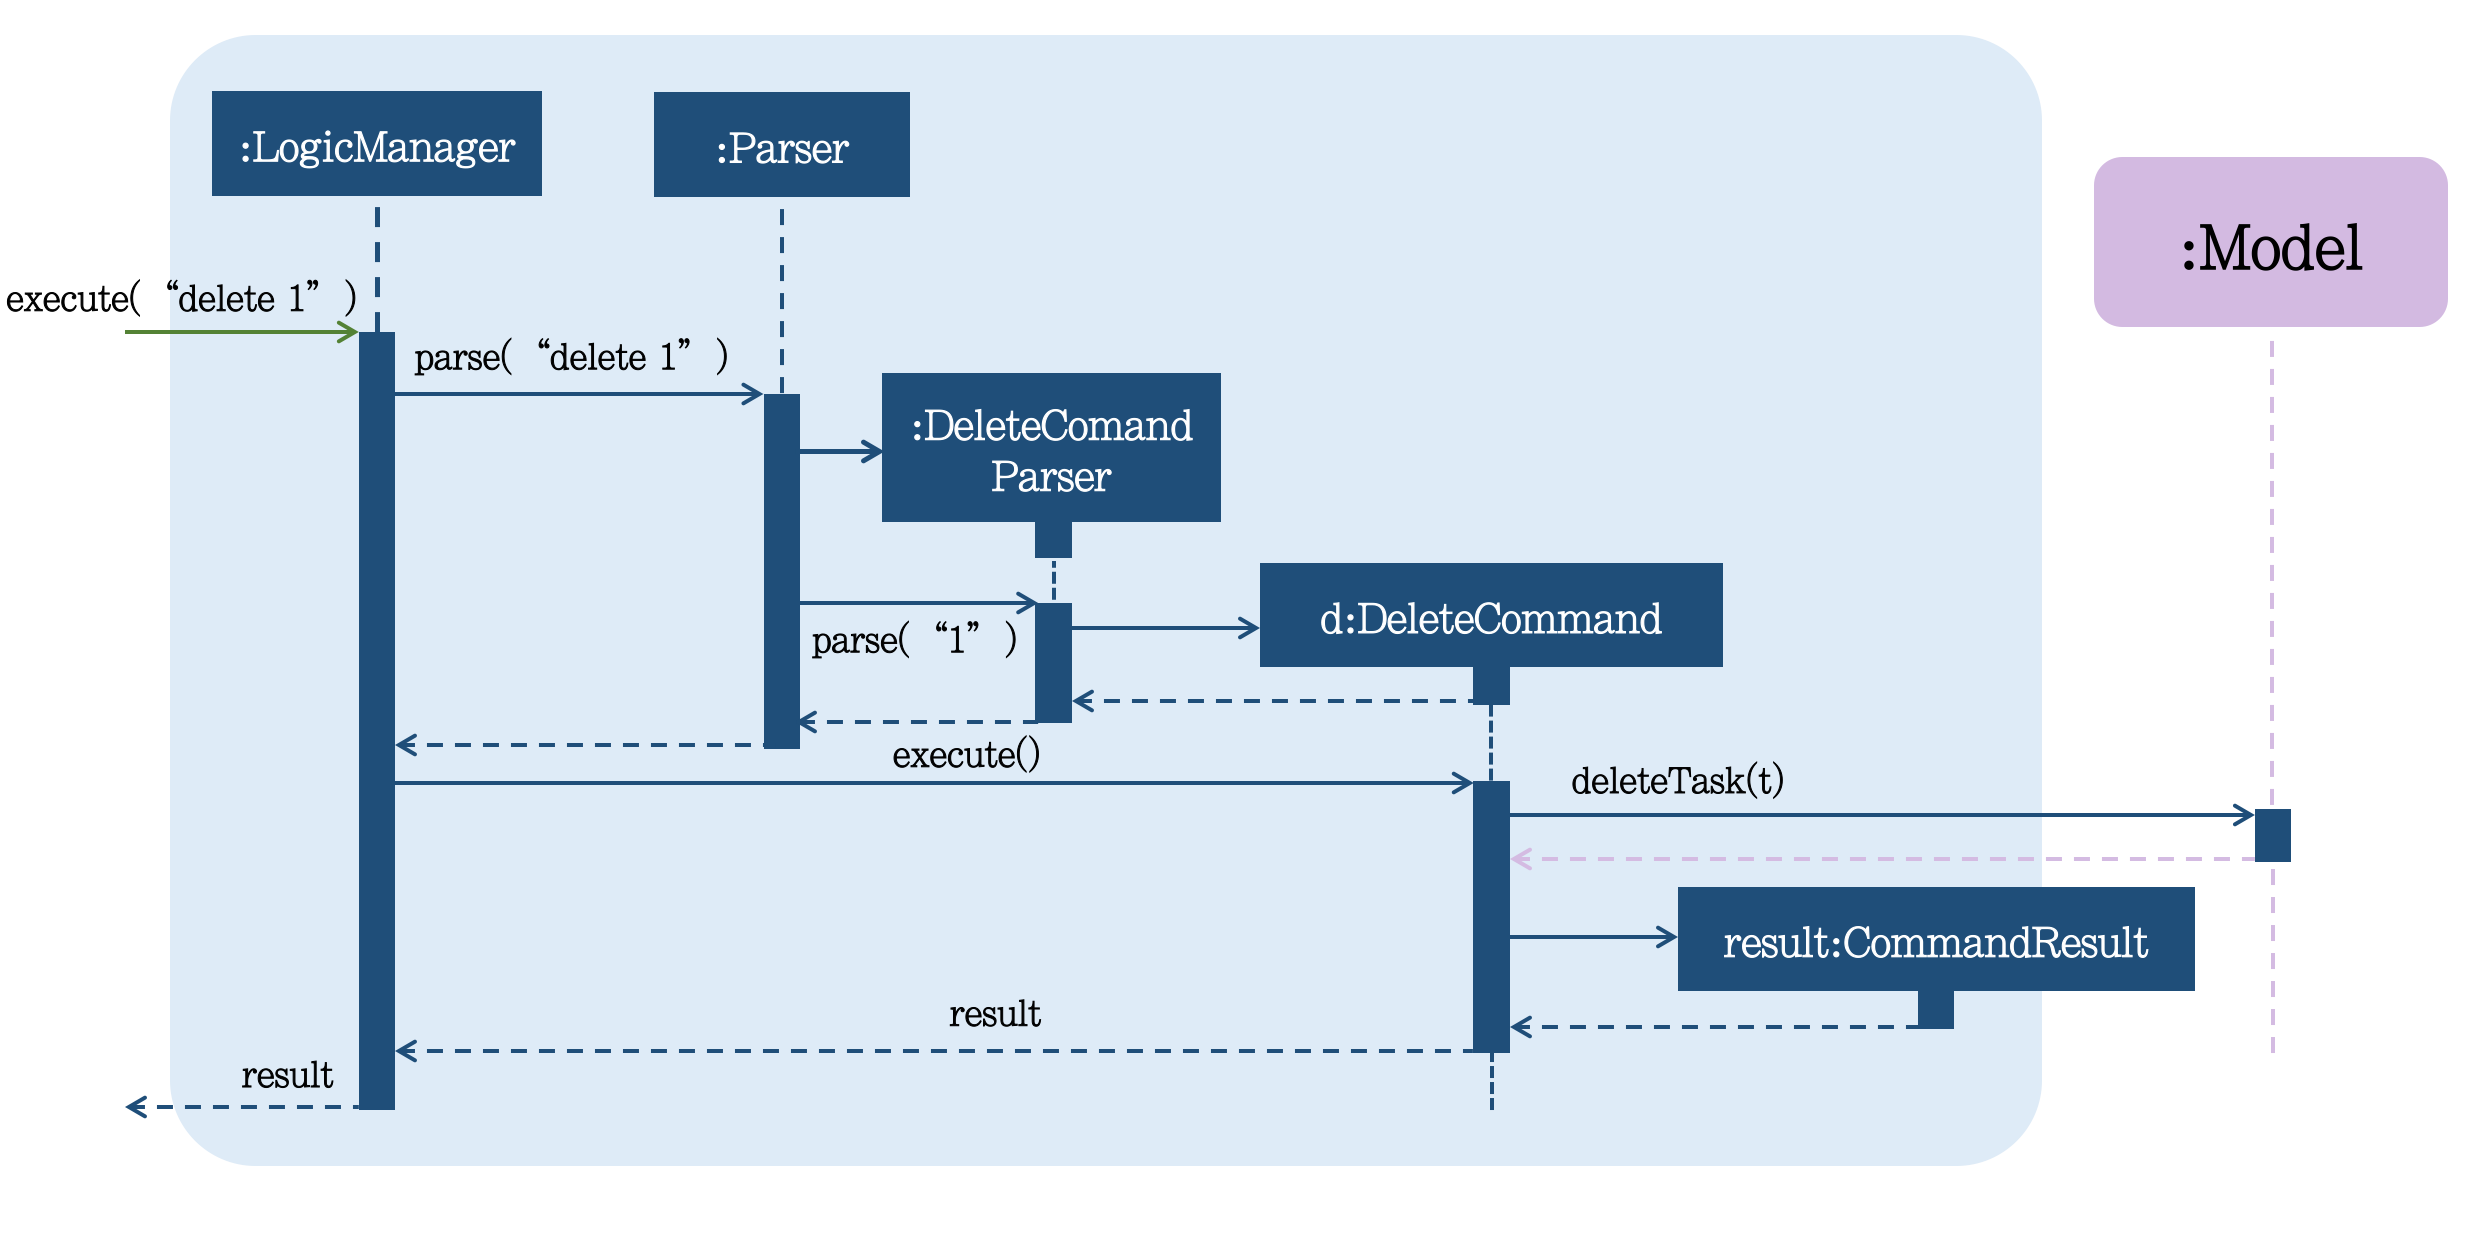 :LogicManager
:Parser
:Model
execute( “delete 1” )
parse( “delete 1” )
:DeleteComand
Parser
d:DeleteCommand
parse( “1” )
execute()
deleteTask(t)
result:CommandResult
result
result